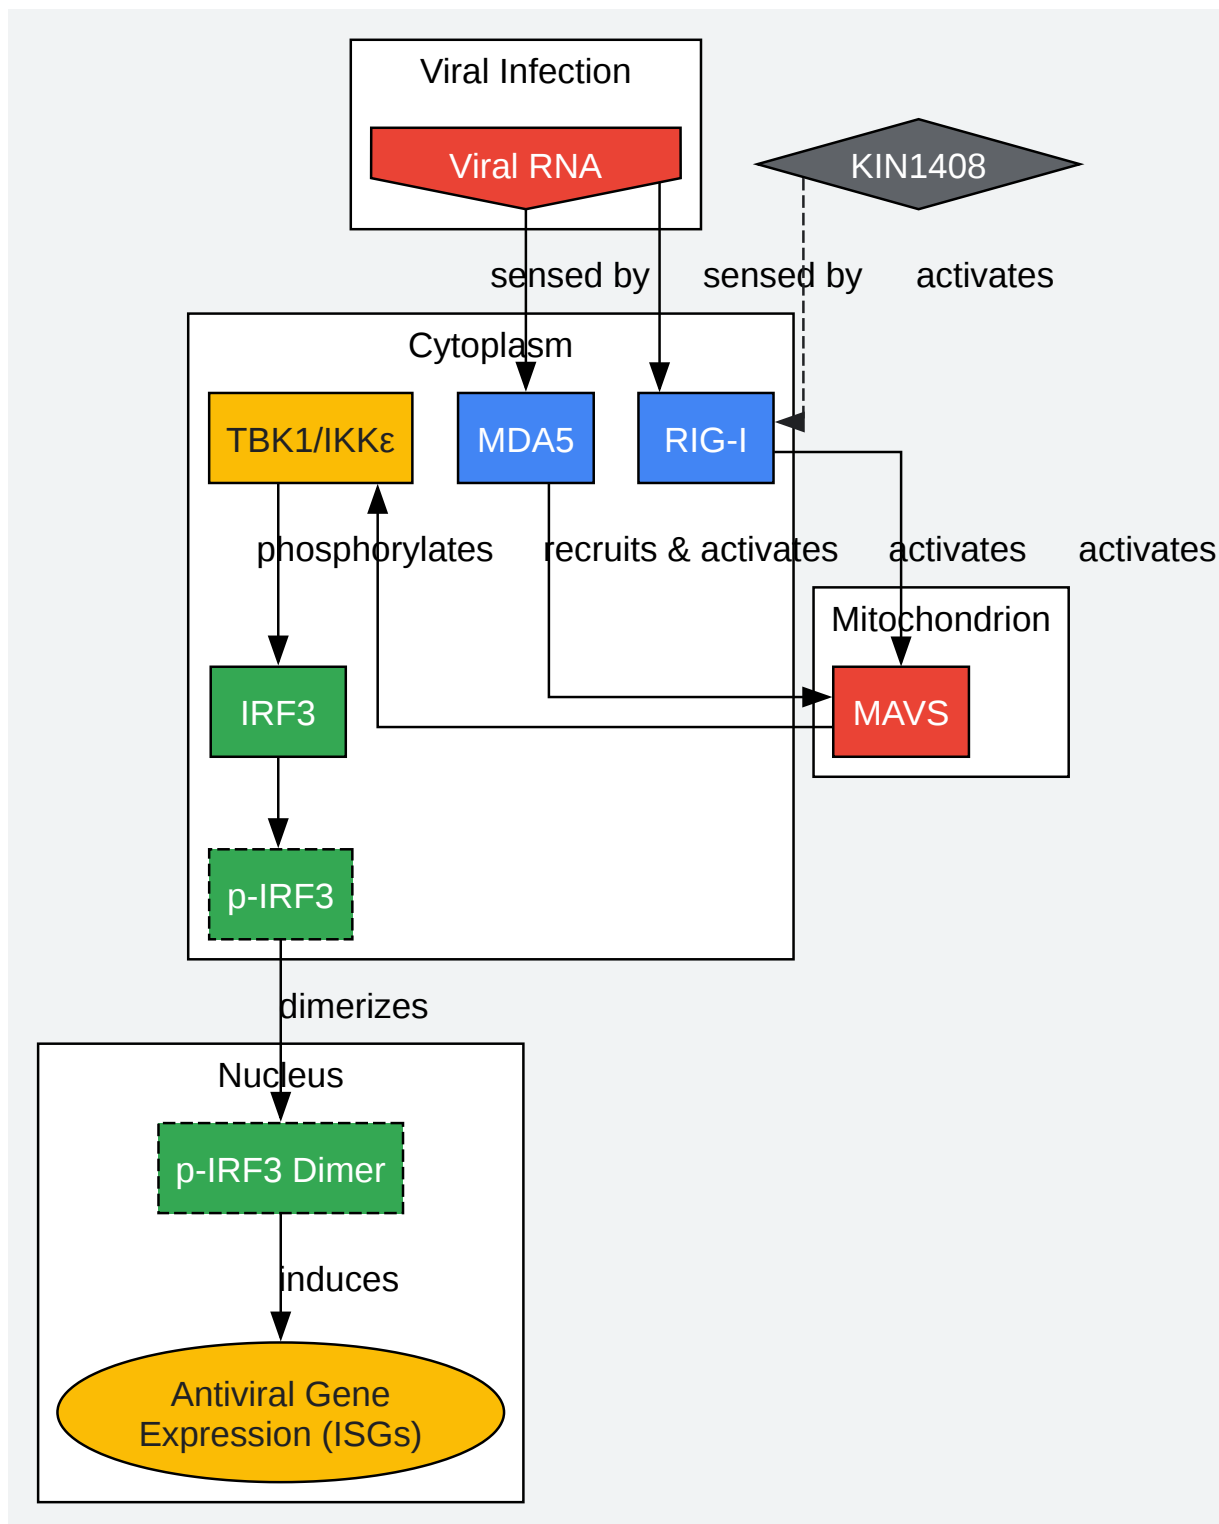 Viral Infection
Viral RNA
KIN1408
sensed by
sensed by
activates
Cytoplasm
TBK1/IKKε
MDA5
RIG-I
phosphorylates
recruits & activates
activates
activates
Mitochondrion
IRF3
MAVS
p-IRF3
dimerizes
Nucleus
p-IRF3 Dimer
induces
Antiviral Gene
Expression (ISGs)